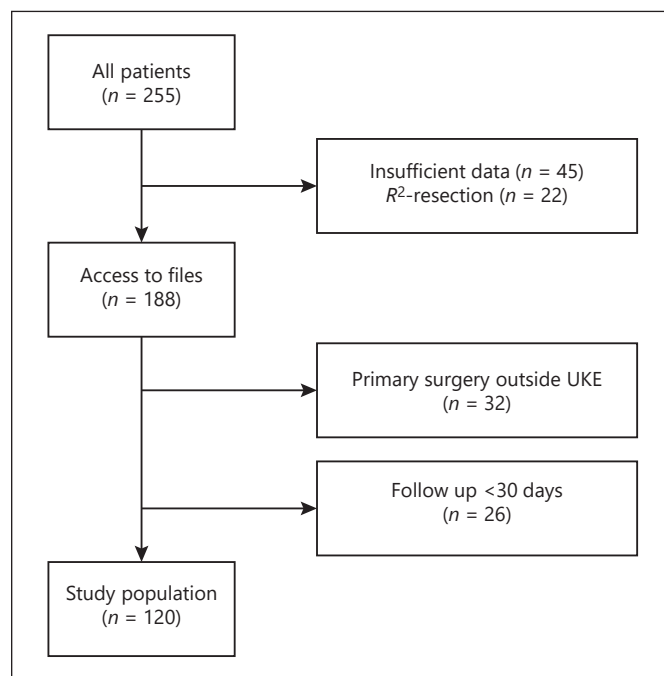 All patients
(n = 255)
Insufficient data (n = 45)
R²-resection (n = 22)
Access to files
(n = 188)
Primary surgery outside UKE
(n = 32)
Follow up <30 days
(n = 26)
Study population
(n = 120)